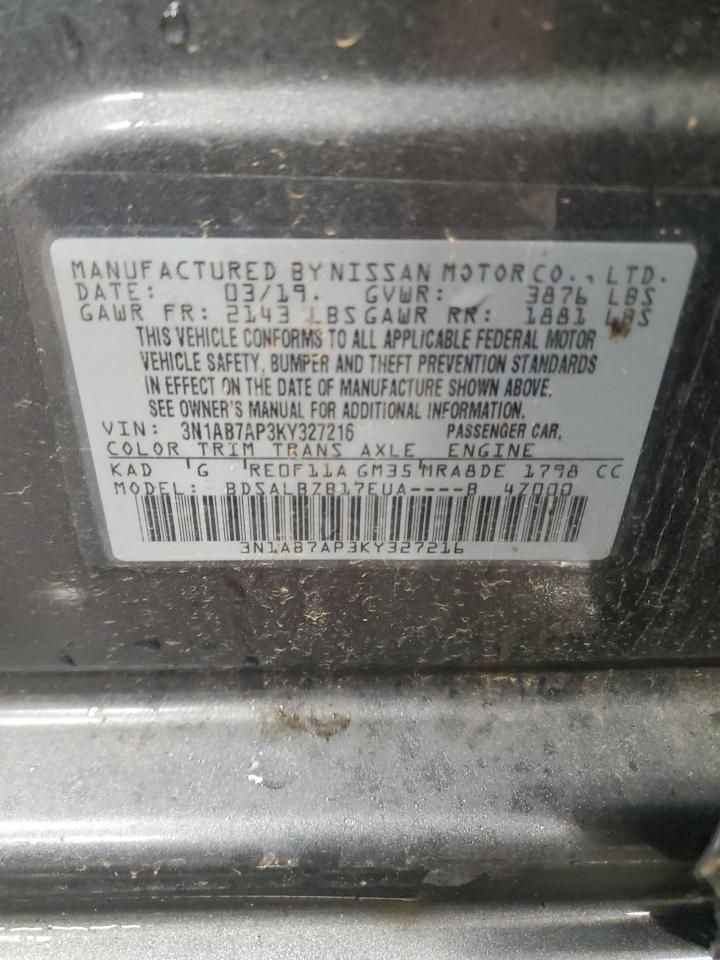 MANUFACTURED BY NISSAN MOTOR CO., LTD.
DATE: 03/19. GVWR: 3876 LBS
GAWR FR: 2143 LBS GAWR RR: 1881 LBS
THIS VEHICLE CONFORMS TO ALL APPLICABLE FEDERAL MOTOR
VEHICLE SAFETY, BUMPER AND THEFT PREVENTION STANDARDS
IN EFFECT ON THE DATE OF MANUFACTURE SHOWN ABOVE.
SEE OWNER'S MANUAL FOR ADDITIONAL INFORMATION.
VIN: 3N1AB7AP3KY327216 PASSENGER CAR,
COLOR TRIM TRANS AXLE ENGINE
KAD G RE0F11A GM35 MRA8DE 1798 CC
MODEL: BDSALBZB17EUA----B 4Z000
3N1AB7AP3KY327216